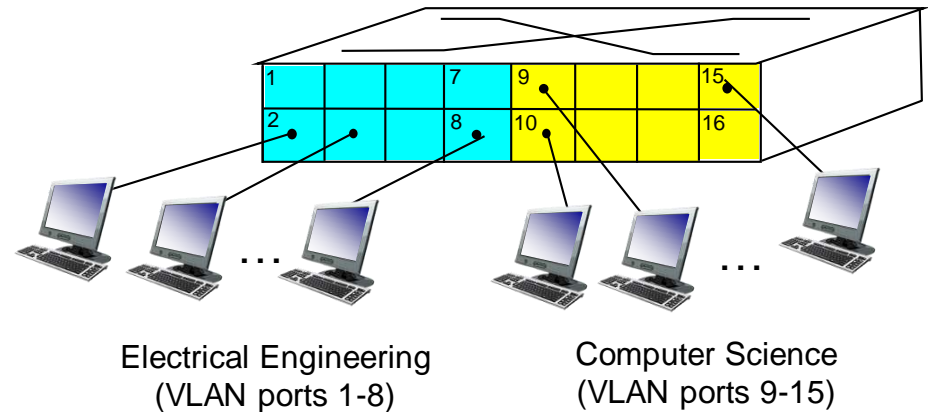 1 7 9 15
2 8 10 16
... ...
Electrical Engineering
(VLAN ports 1-8)
Computer Science
(VLAN ports 9-15)